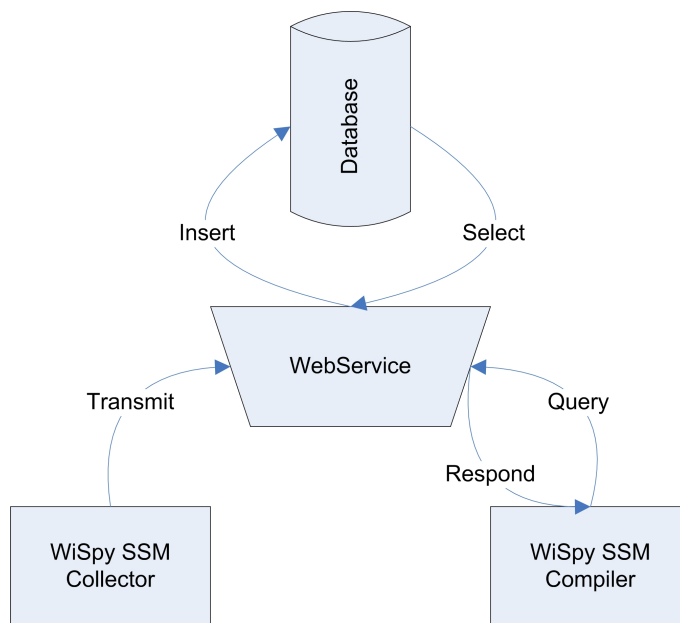 Database
Insert
Select
WebService
Transmit
Query
Respond
WiSpy SSM
Collector
WiSpy SSM
Compiler